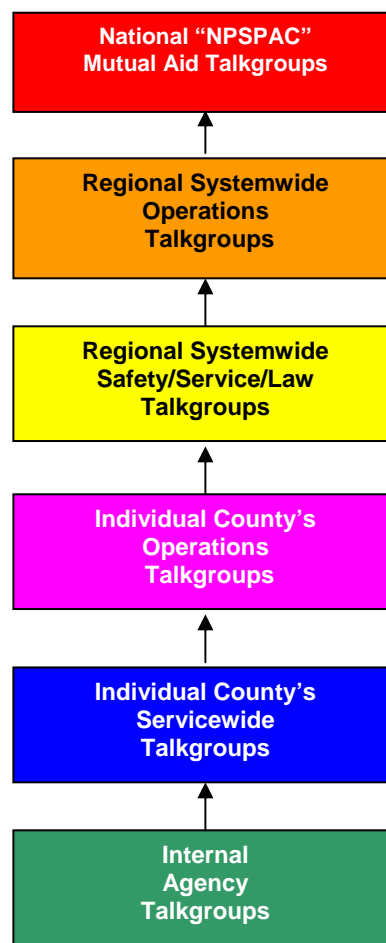 National “NPSPAC”
Mutual Aid Talkgroups
Regional Systemwide
Operations
Talkgroups
Regional Systemwide
Safety/Service/Law
Talkgroups
Individual County’s
Operations
Talkgroups
Individual County’s
Servicewide
Talkgroups
Internal
Agency
Talkgroups